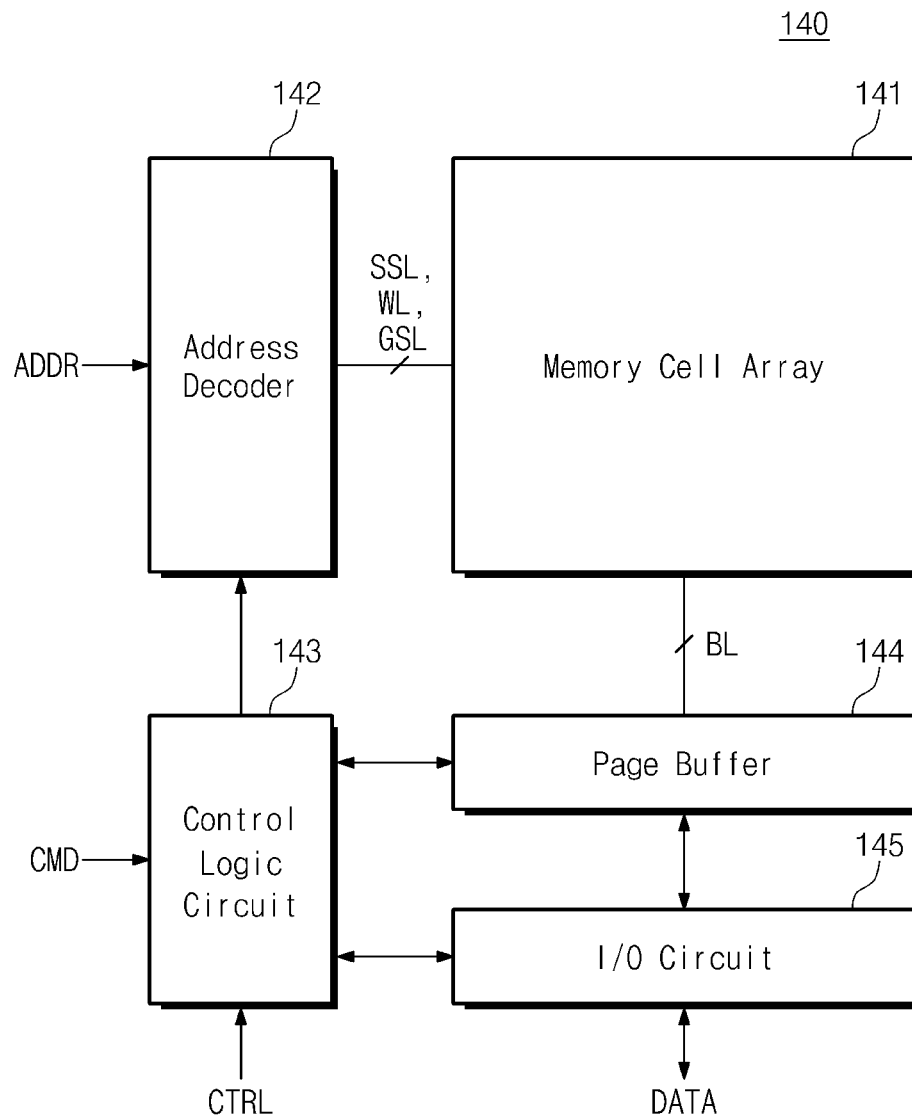 140
142
141
SSL,
WL,
GSL
ADDR
Address
Decoder
Memory Cell Array
143
BL
144
Page Buffer
Control
Logic
Circuit
CMD
145
I/O Circuit
CTRL
DATA